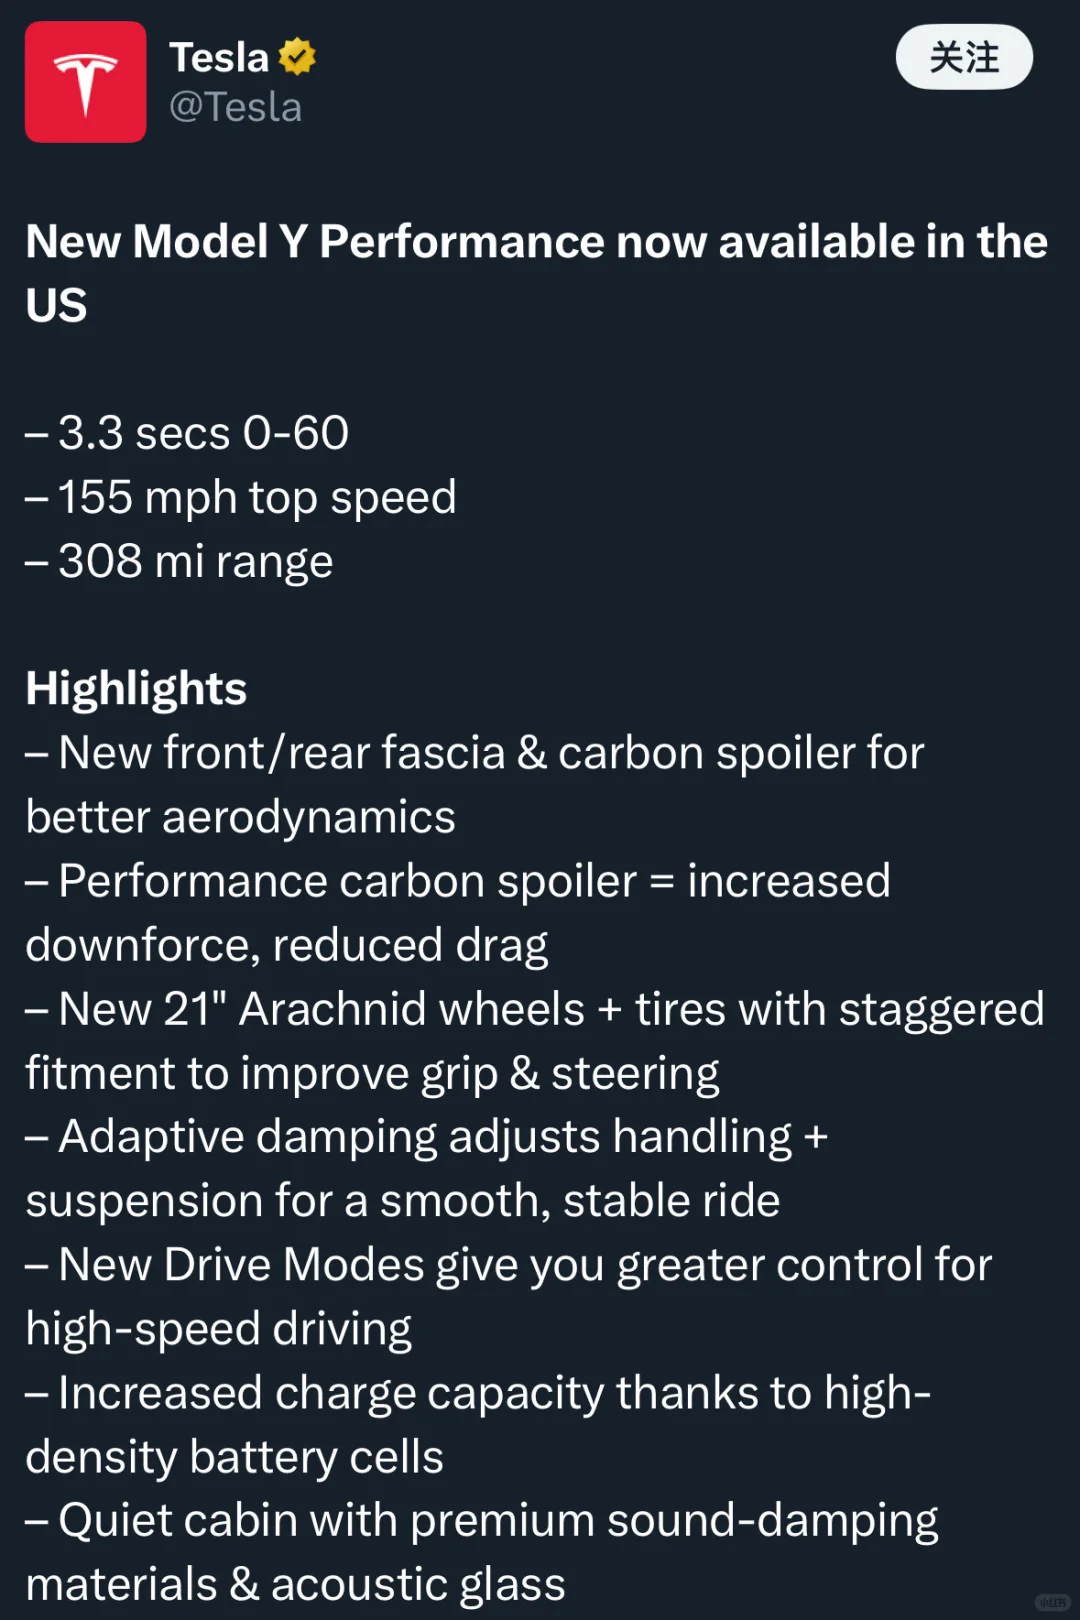 Tesla
@Tesla
关注
New Model Y Performance now available in the
US
– 3.3 secs 0-60
– 155 mph top speed
– 308 mi range
Highlights
– New front/rear fascia & carbon spoiler for
better aerodynamics
– Performance carbon spoiler = increased
downforce, reduced drag
– New 21" Arachnid wheels + tires with staggered
fitment to improve grip & steering
– Adaptive damping adjusts handling +
suspension for a smooth, stable ride
– New Drive Modes give you greater control for
high-speed driving
– Increased charge capacity thanks to high-
density battery cells
– Quiet cabin with premium sound-damping
materials & acoustic glass